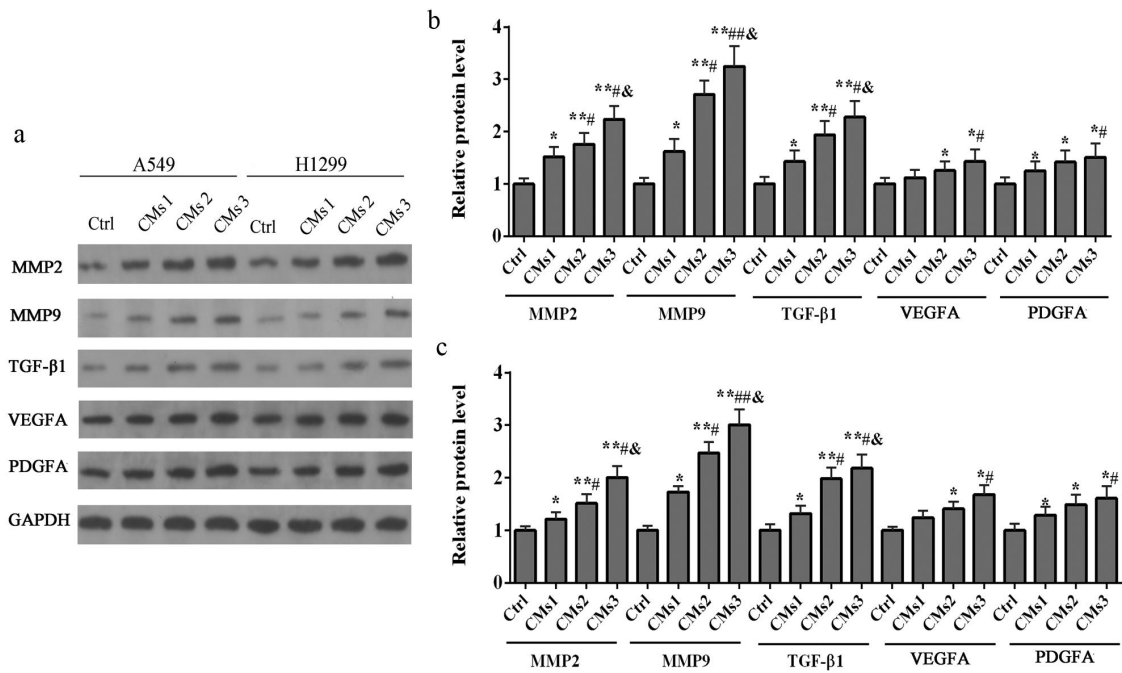 a
A549 H1299
Ctrl CMs 1 CMs 2 CMs 3 Ctrl CMs 1 CMs 2 CMs 3
MMP2
MMP9
TGF-β1
VEGFA
PDGFA
GAPDH
b
Relative protein level
4
3
2
1
0
* **# **#& * **# **##& * **# **#& * *# * * *#
Ctrl CMs1 CMs2 CMs3 Ctrl CMs1 CMs2 CMs3 Ctrl CMs1 CMs2 CMs3 Ctrl CMs1 CMs2 CMs3 Ctrl CMs1 CMs2 CMs3
MMP2 MMP9 TGF-β1 VEGFA PDGFA
c
Relative protein level
4
3
2
1
0
* **# **#& * **# **##& * **# **#& * *# * * *#
Ctrl CMs1 CMs2 CMs3 Ctrl CMs1 CMs2 CMs3 Ctrl CMs1 CMs2 CMs3 Ctrl CMs1 CMs2 CMs3 Ctrl CMs1 CMs2 CMs3
MMP2 MMP9 TGF-β1 VEGFA PDGFA